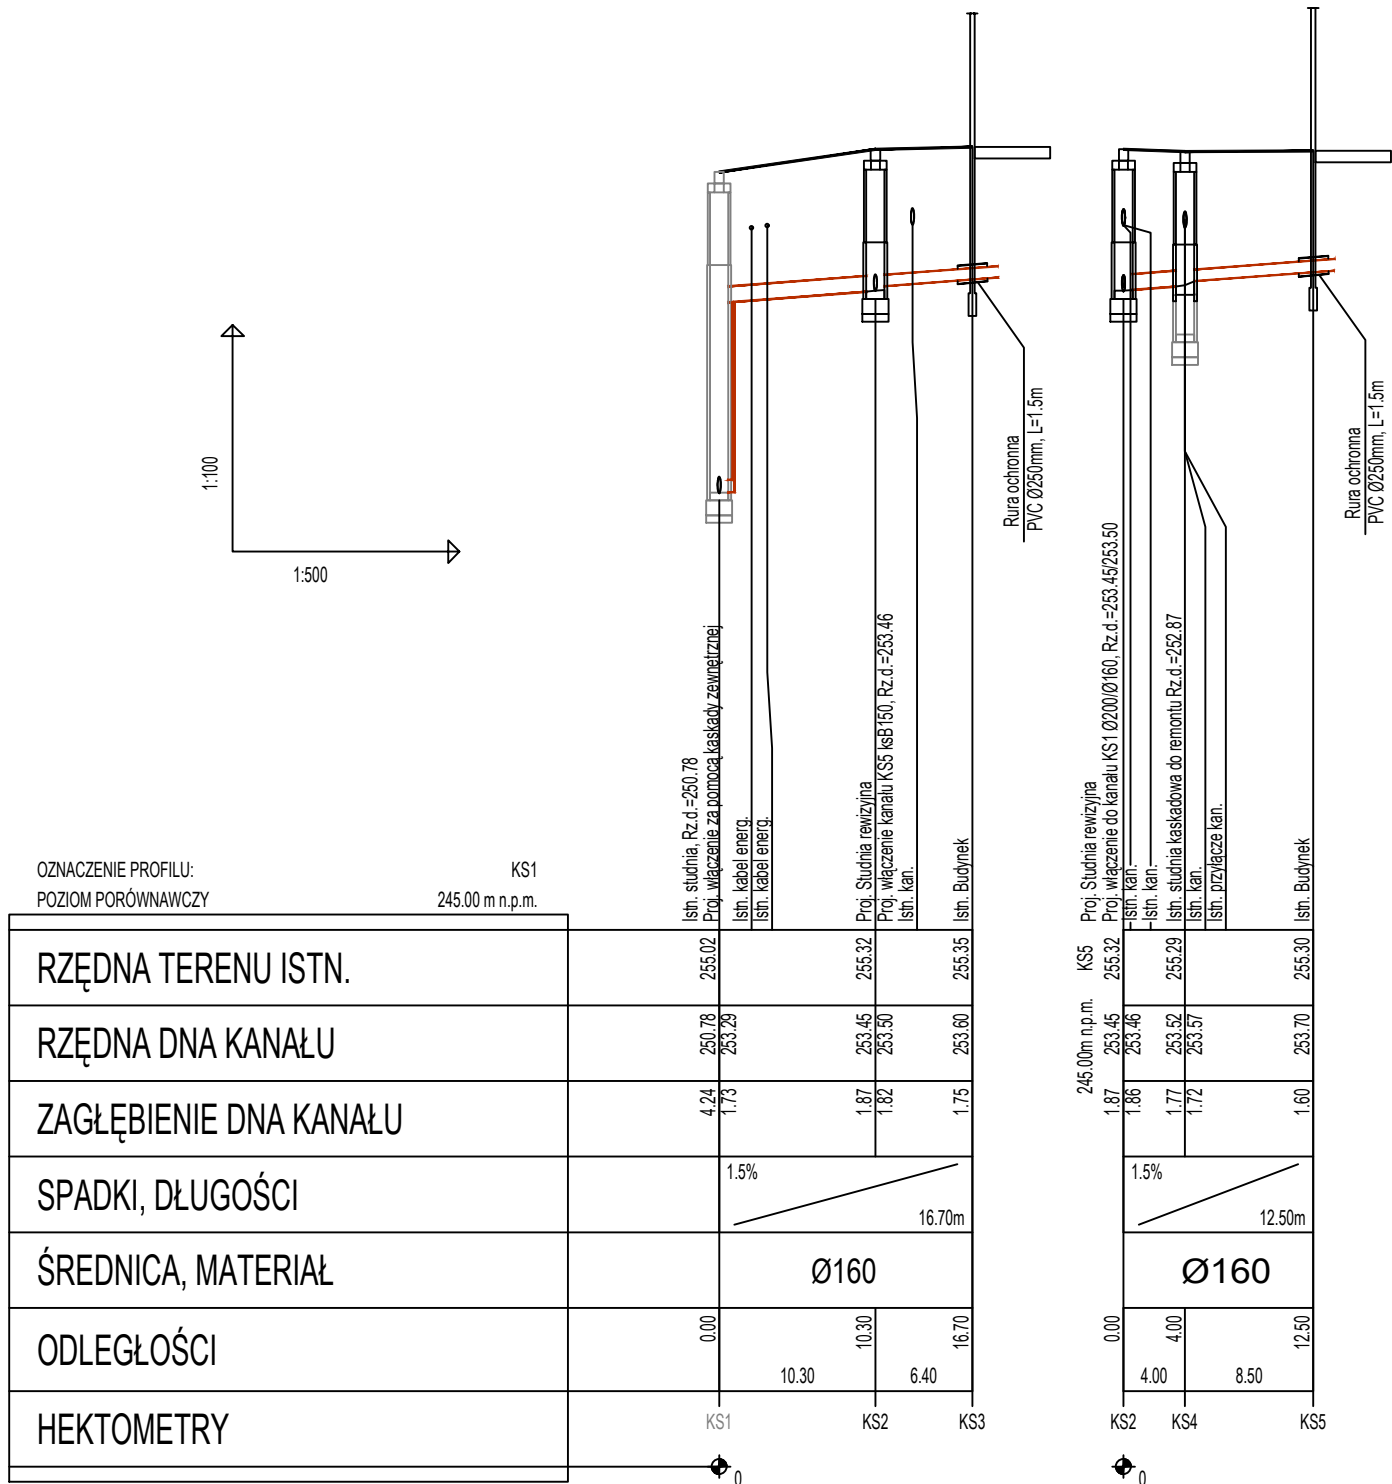 1:100
1:500
Rura ochronna
PVC Ø250mm, L=1.5m
Rura ochronna
PVC Ø250mm, L=1.5m
Istn. studnia, Rz.d.=250.78
Proj. włączenie za pomocą kaskady zewnętrznej
Istn. kabel energ.
Istn. kabel energ.
Proj. Studnia rewizyjna
Proj. włączenie kanału KS5 ksB150, Rz.d.=253.46
Istn. kan.
Istn. Budynek
Proj. Studnia rewizyjna
Proj. włączenie do kanału KS1 Ø200/Ø160, Rz.d.=253.45/253.50
Istn. kan.
Istn. kan.
Istn. studnia kaskadowa do remontu Rz.d.=252.87
Istn. kan.
Istn. przyłącze kan.
Istn. Budynek
OZNACZENIE PROFILU: KS1
POZIOM PORÓWNAWCZY 245.00 m n.p.m.
KS5
245.00m n.p.m.
RZĘDNA TERENU ISTN. 255.02 255.32 255.35 255.32 255.29 255.30
RZĘDNA DNA KANAŁU 250.78 253.29 253.45 253.50 253.60 253.45 253.46 253.52 253.57 253.70
ZAGŁĘBIENIE DNA KANAŁU 4.24 1.73 1.87 1.82 1.75 1.87 1.86 1.77 1.72 1.60
SPADKI, DŁUGOŚCI 1.5% 16.70m 1.5% 12.50m
ŚREDNICA, MATERIAŁ Ø160 Ø160
ODLEGŁOŚCI 0.00 10.30 16.70 0.00 4.00 12.50
10.30 6.40 4.00 8.50
HEKTOMETRY KS1 KS2 KS3 KS2 KS4 KS5
0 0